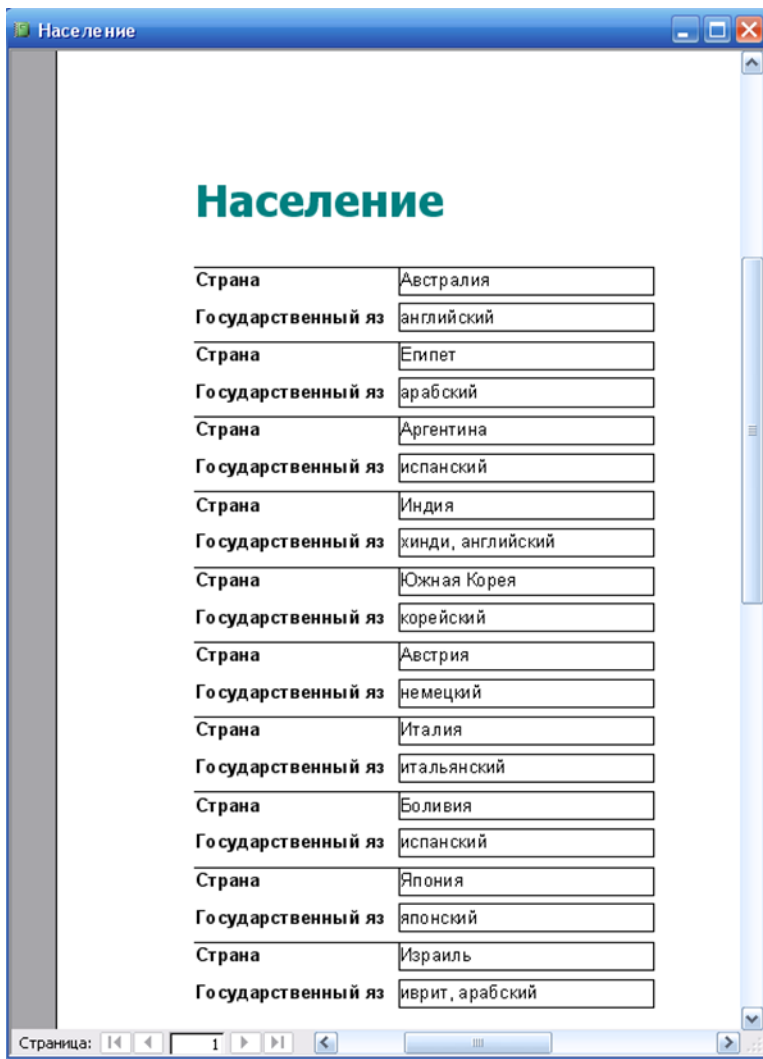 Население
Население
Страна Австралия
Государственный яз английский
Страна Египет
Государственный яз арабский
Страна Аргентина
Государственный яз испанский
Страна Индия
Государственный яз хинди, английский
Страна Южная Корея
Государственный яз корейский
Страна Австрия
Государственный яз немецкий
Страна Италия
Государственный яз итальянский
Страна Боливия
Государственный яз испанский
Страна Япония
Государственный яз японский
Страна Израиль
Государственный яз иврит, арабский
Страница: 1